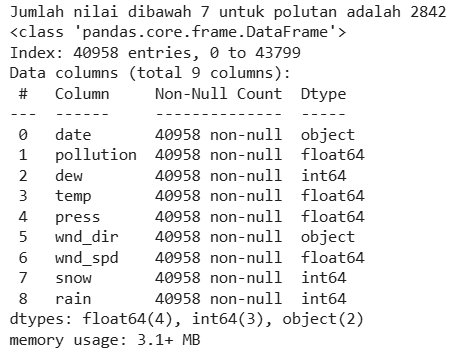 Jumlah nilai dibawah 7 untuk polutan adalah 2842
<class 'pandas.core.frame.DataFrame'>
Index: 40958 entries, 0 to 43799
Data columns (total 9 columns):
 #   Column     Non-Null Count  Dtype
---  ------     --------------  -----
 0   date       40958 non-null  object
 1   pollution  40958 non-null  float64
 2   dew        40958 non-null  int64
 3   temp       40958 non-null  float64
 4   press      40958 non-null  float64
 5   wnd_dir    40958 non-null  object
 6   wnd_spd    40958 non-null  float64
 7   snow       40958 non-null  int64
 8   rain       40958 non-null  int64
dtypes: float64(4), int64(3), object(2)
memory usage: 3.1+ MB